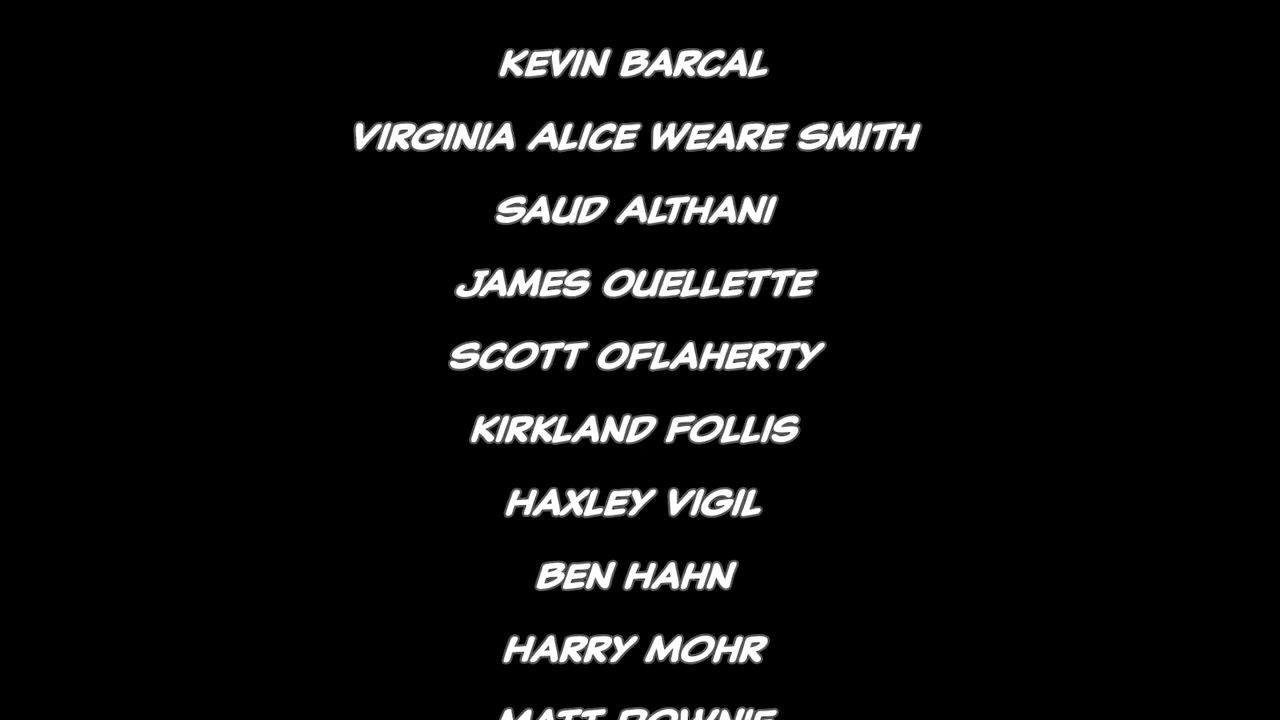 KEVIN BARCAL
VIRGINIA ALICE WEARE SMITH
SAUD ALTHANI
JAMES OUELLETTE
SCOTT OFLAHERTY
KIRKLAND FOLLIS
HAXLEY VIGIL
BEN HAHN
HARRY MOHR
MATT